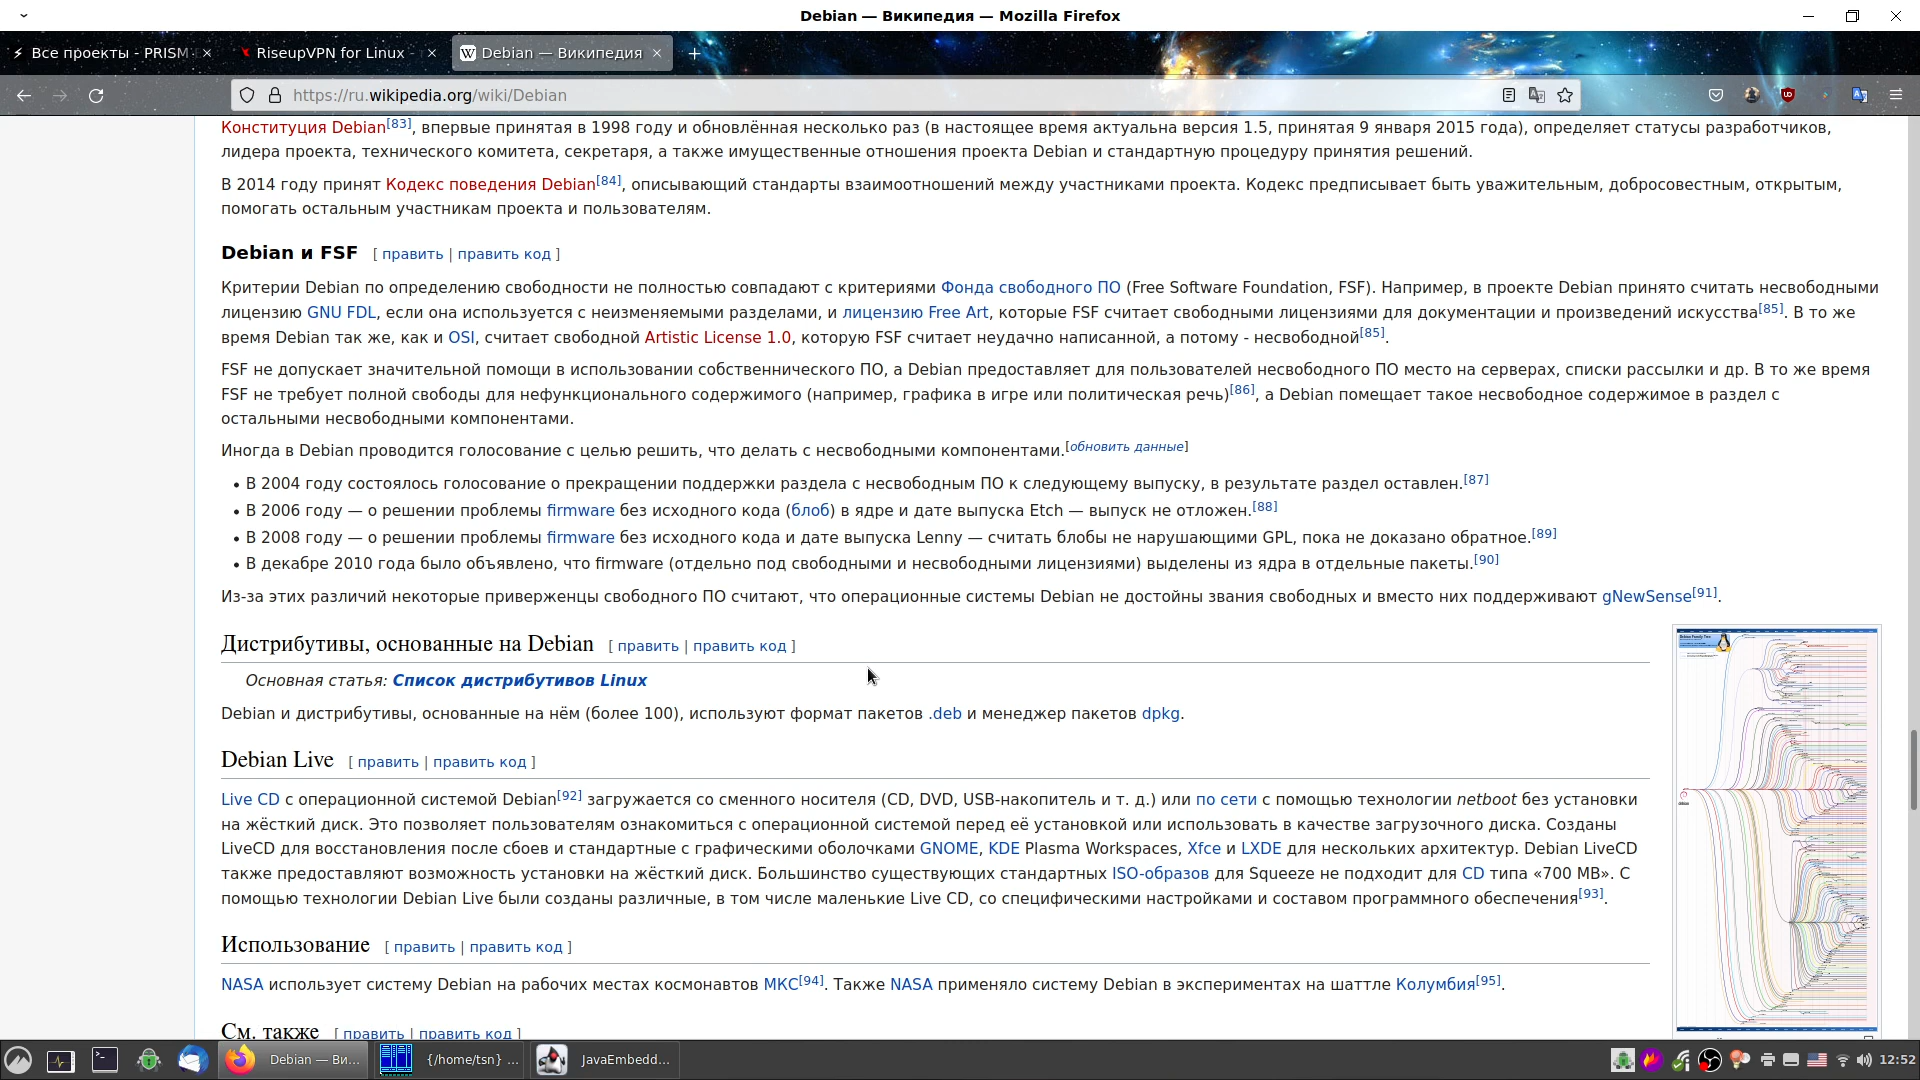 Debian — Википедия — Mozilla Firefox
Все проекты - PRISM
RiseupVPN for Linux -
Debian — Википедия
https://ru.wikipedia.org/wiki/Debian
Конституция Debian[83], впервые принятая в 1998 году и обновлённая несколько раз (в настоящее время актуальна версия 1.5, принятая 9 января 2015 года), определяет статусы разработчиков,
лидера проекта, технического комитета, секретаря, а также имущественные отношения проекта Debian и стандартную процедуру принятия решений.
В 2014 году принят Кодекс поведения Debian[84], описывающий стандарты взаимоотношений между участниками проекта. Кодекс предписывает быть уважительным, добросовестным, открытым,
помогать остальным участникам проекта и пользователям.
Debian и FSF [ править | править код ]
Критерии Debian по определению свободности не полностью совпадают с критериями Фонда свободного ПО (Free Software Foundation, FSF). Например, в проекте Debian принято считать несвободными
лицензию GNU FDL, если она используется с неизменяемыми разделами, и лицензию Free Art, которые FSF считает свободными лицензиями для документации и произведений искусства[85]. В то же
время Debian так же, как и OSI, считает свободной Artistic License 1.0, которую FSF считает неудачно написанной, а потому - несвободной[85].
FSF не допускает значительной помощи в использовании собственнического ПО, а Debian предоставляет для пользователей несвободного ПО место на серверах, списки рассылки и др. В то же время
FSF не требует полной свободы для нефункционального содержимого (например, графика в игре или политическая речь)[86], а Debian помещает такое несвободное содержимое в раздел с
остальными несвободными компонентами.
Иногда в Debian проводится голосование с целью решить, что делать с несвободными компонентами.[обновить данные]
• В 2004 году состоялось голосование о прекращении поддержки раздела с несвободным ПО к следующему выпуску, в результате раздел оставлен.[87]
• В 2006 году — о решении проблемы firmware без исходного кода (блоб) в ядре и дате выпуска Etch — выпуск не отложен.[88]
• В 2008 году — о решении проблемы firmware без исходного кода и дате выпуска Lenny — считать блобы не нарушающими GPL, пока не доказано обратное.[89]
• В декабре 2010 года было объявлено, что firmware (отдельно под свободными и несвободными лицензиями) выделены из ядра в отдельные пакеты.[90]
Из-за этих различий некоторые приверженцы свободного ПО считают, что операционные системы Debian не достойны звания свободных и вместо них поддерживают gNewSense[91].
Дистрибутивы, основанные на Debian [ править | править код ]
Основная статья: Список дистрибутивов Linux
Debian и дистрибутивы, основанные на нём (более 100), используют формат пакетов .deb и менеджер пакетов dpkg.
Debian Live [ править | править код ]
Live CD с операционной системой Debian[92] загружается со сменного носителя (CD, DVD, USB-накопитель и т. д.) или по сети с помощью технологии netboot без установки
на жёсткий диск. Это позволяет пользователям ознакомиться с операционной системой перед её установкой или использовать в качестве загрузочного диска. Созданы
LiveCD для восстановления после сбоев и стандартные с графическими оболочками GNOME, KDE Plasma Workspaces, Xfce и LXDE для нескольких архитектур. Debian LiveCD
также предоставляют возможность установки на жёсткий диск. Большинство существующих стандартных ISO-образов для Squeeze не подходит для CD типа «700 МВ». С
помощью технологии Debian Live были созданы различные, в том числе маленькие Live CD, со специфическими настройками и составом программного обеспечения[93].
Использование [ править | править код ]
NASA использует систему Debian на рабочих местах космонавтов МКС[94]. Также NASA применяло систему Debian в экспериментах на шаттле Колумбия[95].
См. также [ править | править код ]
Debian — Ви...
{/home/tsn} ...
JavaEmbedd...
12:52